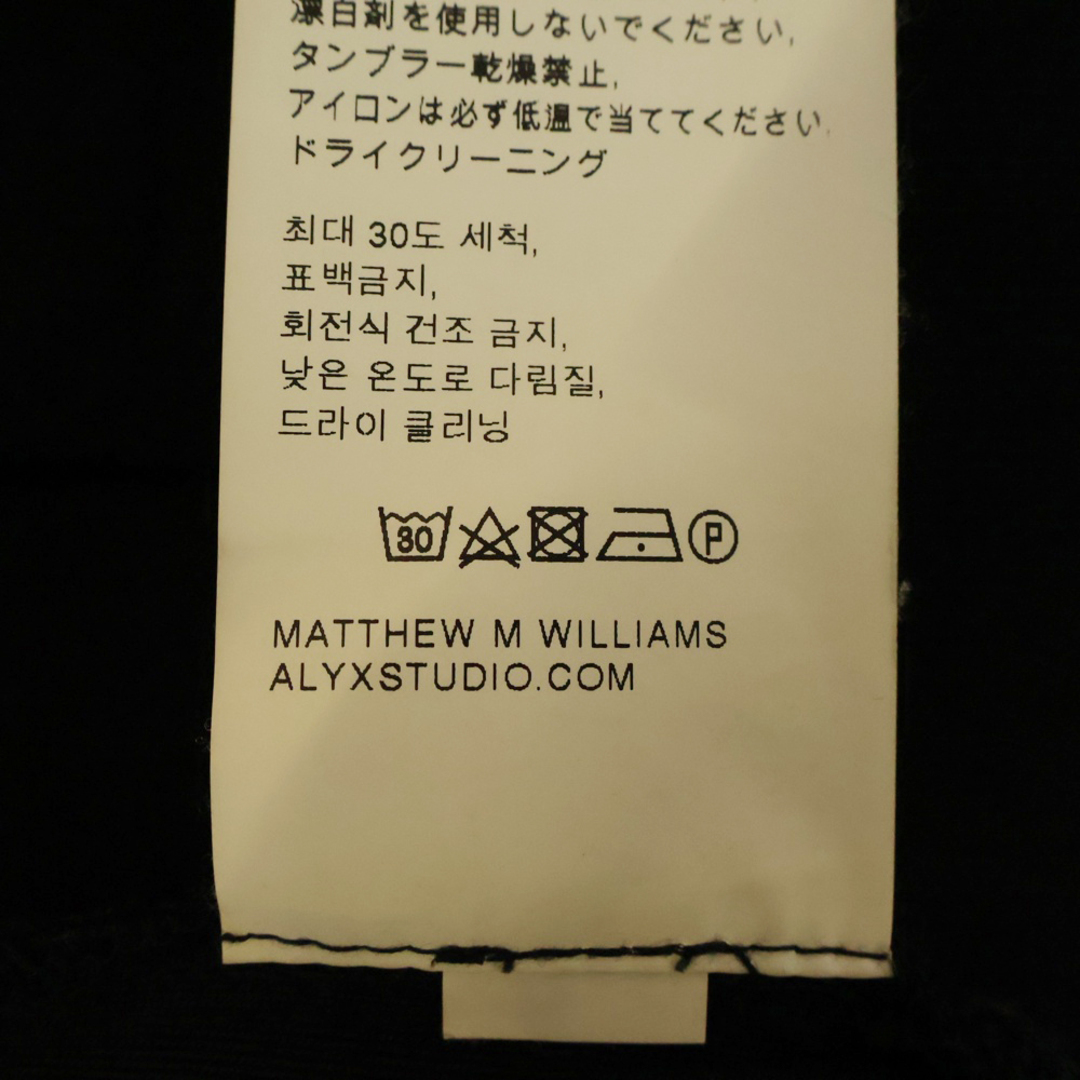 漂白剤を使用しないでください,
タンブラー乾燥禁止,
アイロンは必ず低温で当ててください,
ドライクリーニング
최대 30도 세척,
표백금지,
회전식 건조 금지,
낮은 온도로 다림질,
드라이 클리닝
30 P
MATTHEW M WILLIAMS
ALYXSTUDIO.COM